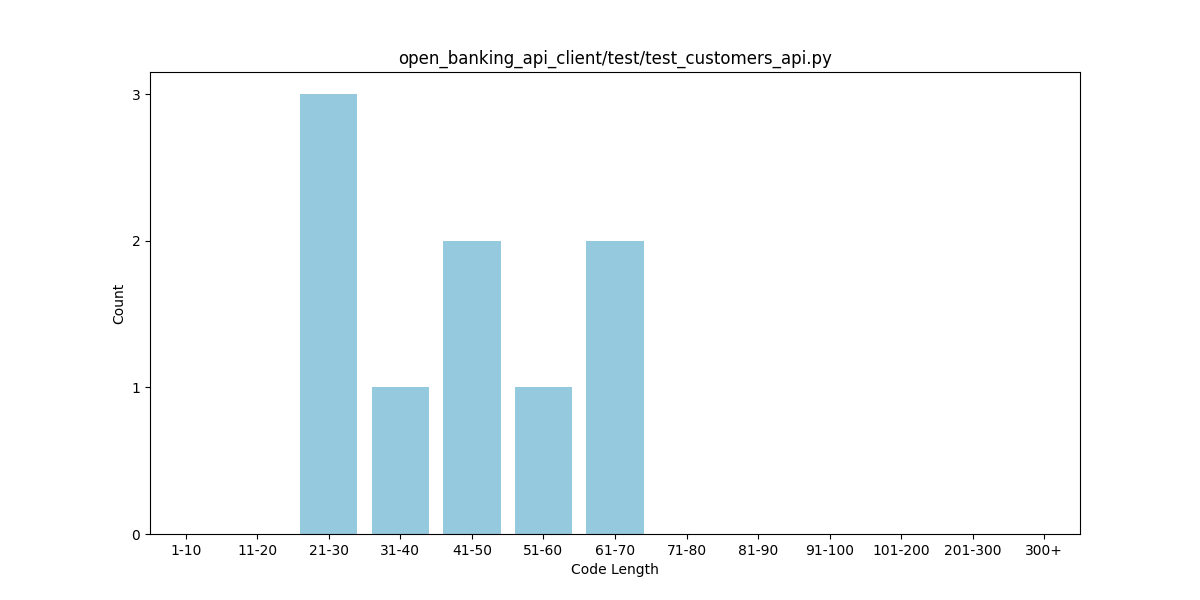 open_banking_api_client/test/test_customers_api.py
3
2
1
0
Count
1-10 11-20 21-30 31-40 41-50 51-60 61-70 71-80 81-90 91-100 101-200 201-300 300+
Code Length